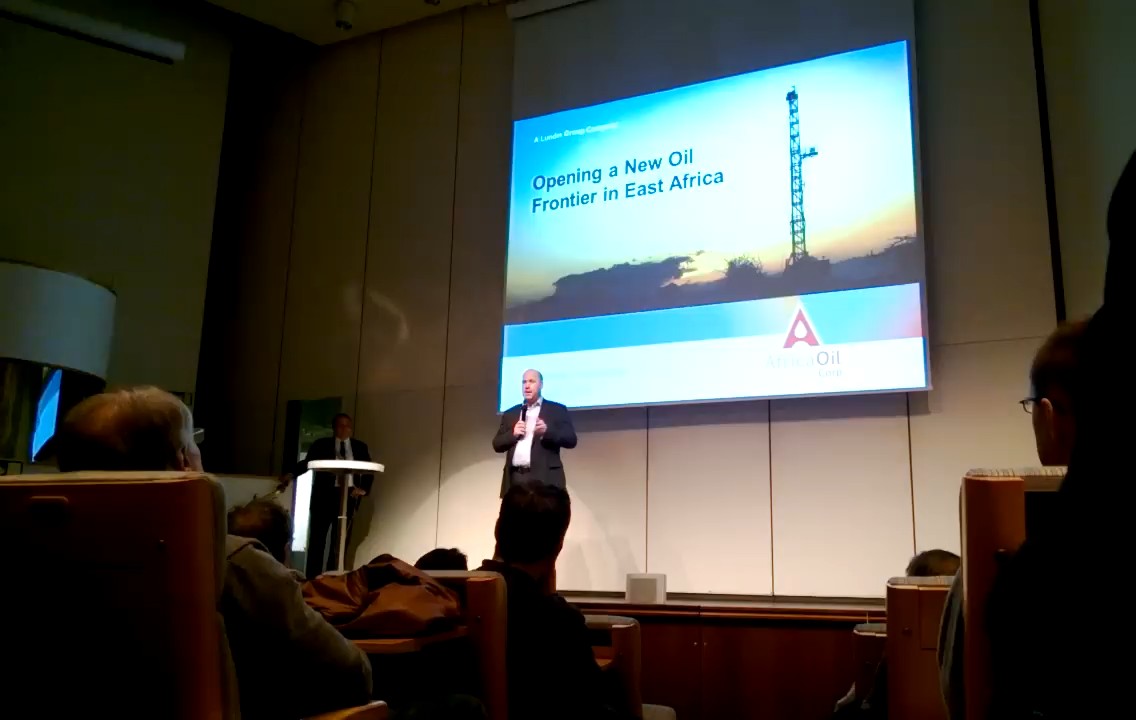 A Lundin Group Company
Opening a New Oil
Frontier in East Africa
AfricaOil
Corp